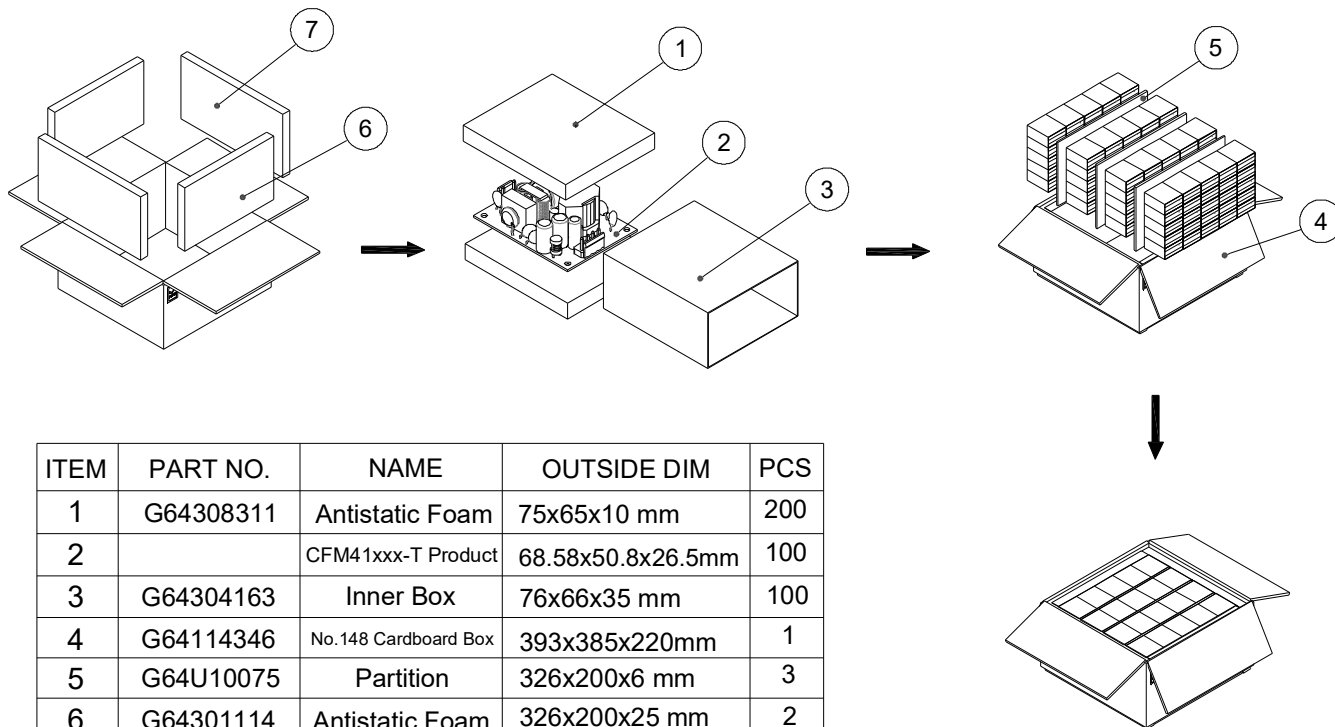 7
6
1
2
3
5
4
ITEM PART NO. NAME OUTSIDE DIM PCS
1 G64308311 Antistatic Foam 75x65x10 mm 200
2 CFM41xxx-T Product 68.58x50.8x26.5mm 100
3 G64304163 Inner Box 76x66x35 mm 100
4 G64114346 No.148 Cardboard Box 393x385x220mm 1
5 G64U10075 Partition 326x200x6 mm 3
6 G64301114 Antistatic Foam 326x200x25 mm 2